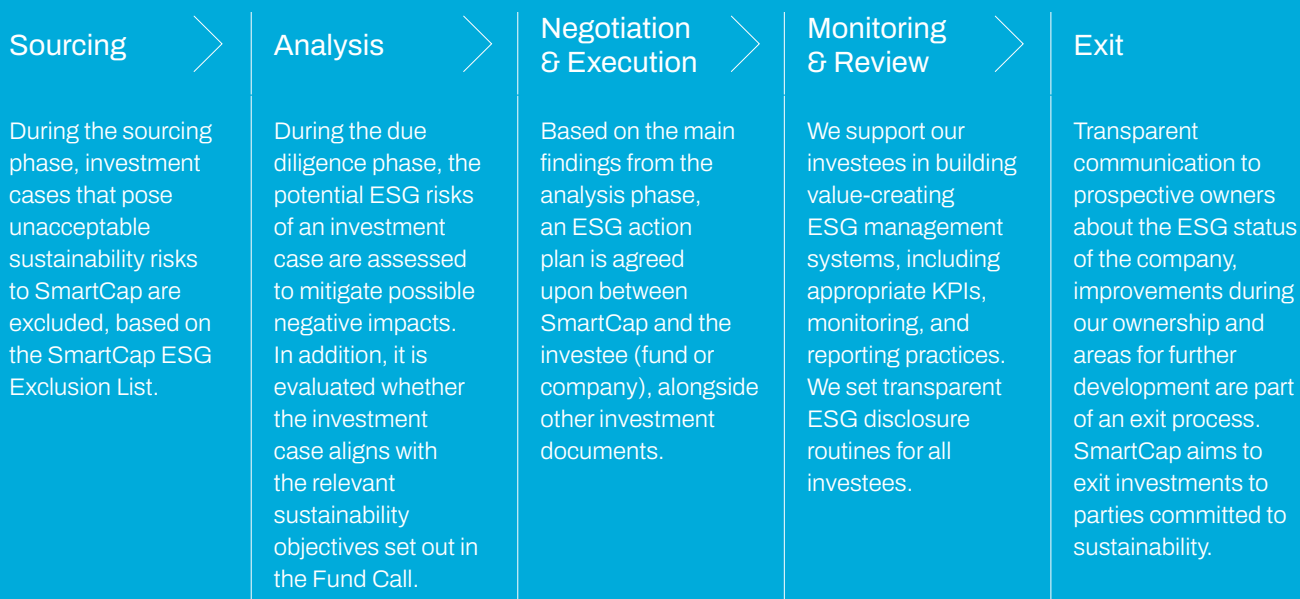 Sourcing
During the sourcing
phase, investment
cases that pose
unacceptable
sustainability risks
to SmartCap are
excluded, based on
the SmartCap ESG
Exclusion List.
Analysis
During the due
diligence phase, the
potential ESG risks
of an investment
case are assessed
to mitigate possible
negative impacts.
In addition, it is
evaluated whether
the investment
case aligns with
the relevant
sustainability
objectives set out in
the Fund Call.
Negotiation
& Execution
Based on the main
findings from the
analysis phase,
an ESG action
plan is agreed
upon between
SmartCap and the
investee (fund or
company), alongside
other investment
documents.
Monitoring
& Review
We support our
investees in building
value-creating
ESG management
systems, including
appropriate KPIs,
monitoring, and
reporting practices.
We set transparent
ESG disclosure
routines for all
investees.
Exit
Transparent
communication to
prospective owners
about the ESG status
of the company,
improvements during
our ownership and
areas for further
development are part
of an exit process.
SmartCap aims to
exit investments to
parties committed to
sustainability.